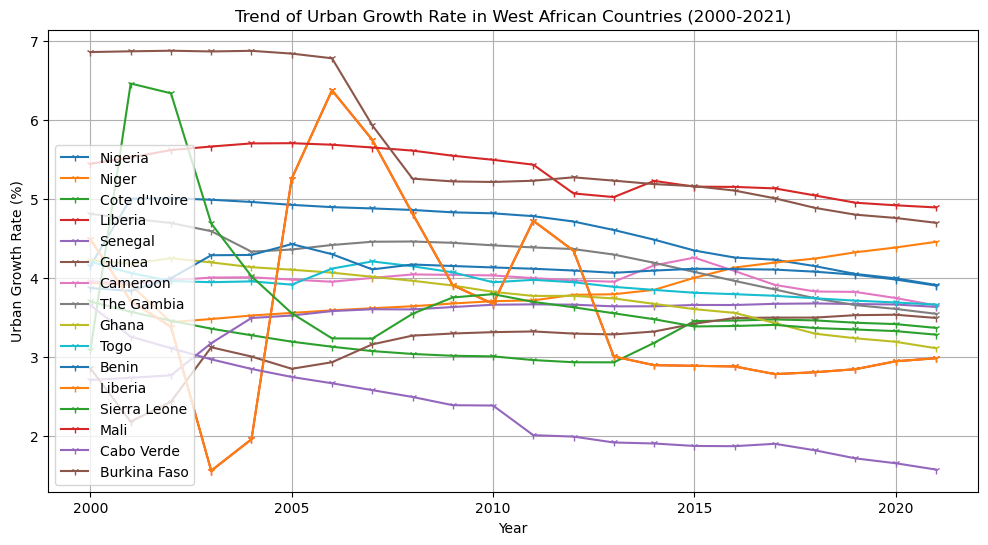 Trend of Urban Growth Rate in West African Countries (2000-2021)
7
6
5
4
3
2
Urban Growth Rate (%)
Nigeria
Niger
Cote d'Ivoire
Liberia
Senegal
Guinea
Cameroon
The Gambia
Ghana
Togo
Benin
Liberia
Sierra Leone
Mali
Cabo Verde
Burkina Faso
2000 2005 2010 2015 2020
Year